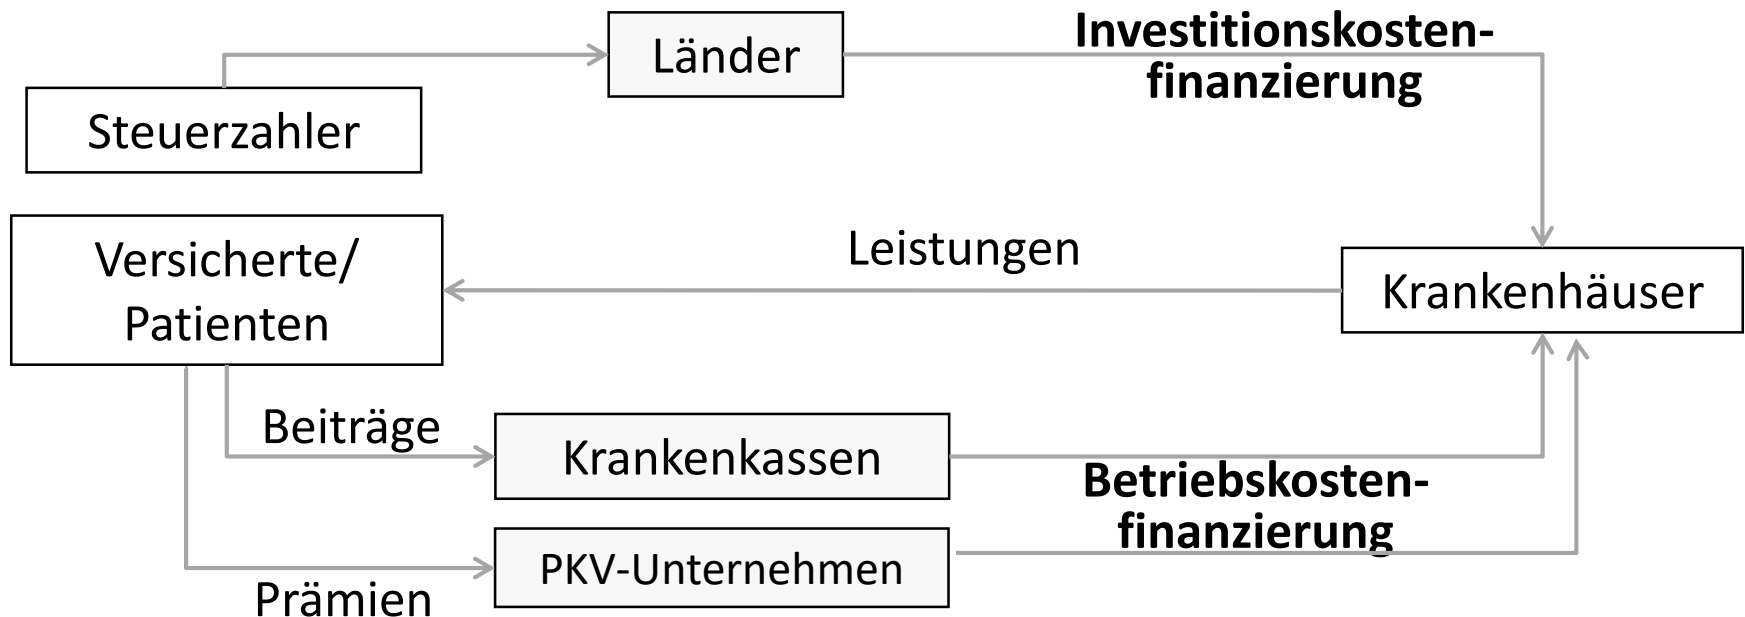 Investitionskosten-
finanzierung
Länder
Steuerzahler
Versicherte/
Patienten
Leistungen
Krankenhäuser
Beiträge
Krankenkassen
Betriebskosten-
finanzierung
PKV-Unternehmen
Prämien